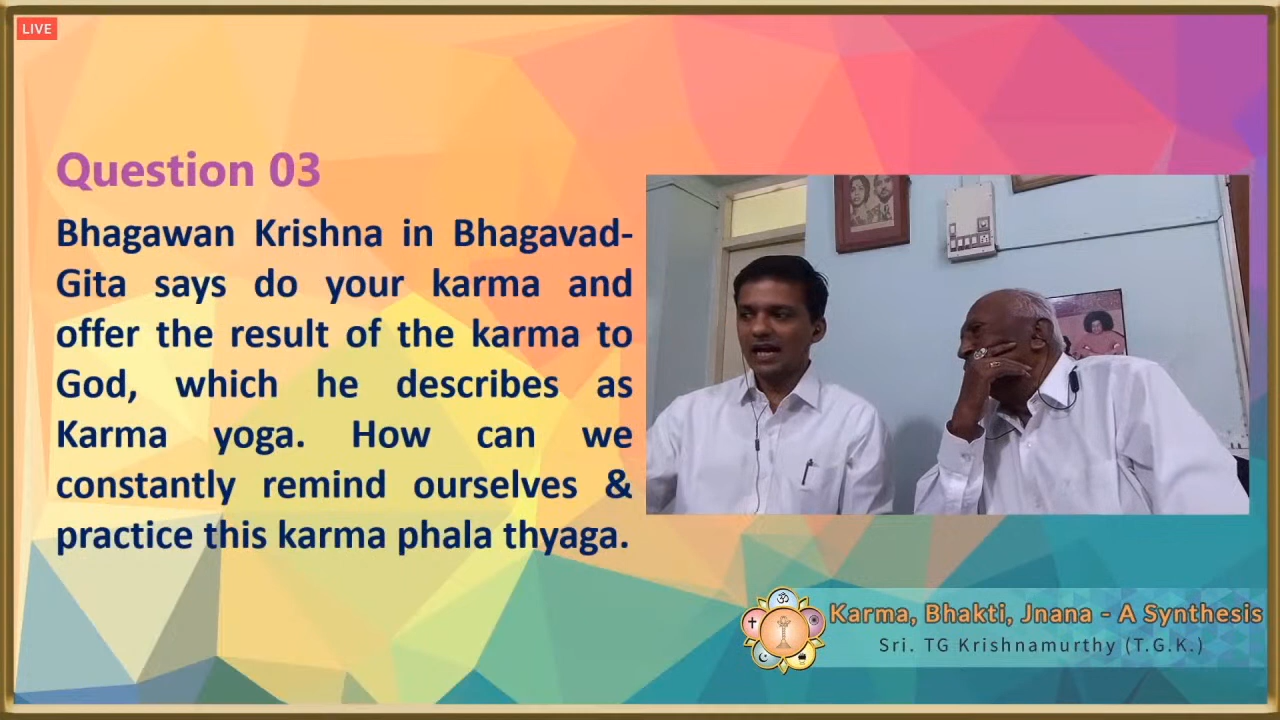 LIVE
Question 03
Bhagawan Krishna in Bhagavad-
Gita says do your karma and
offer the result of the karma to
God, which he describes as
Karma yoga. How can we
constantly remind ourselves &
practice this karma phala thyaga.
Karma, Bhakti, Jnana - A Synthesis
Sri. TG Krishnamurthy (T.G.K.)